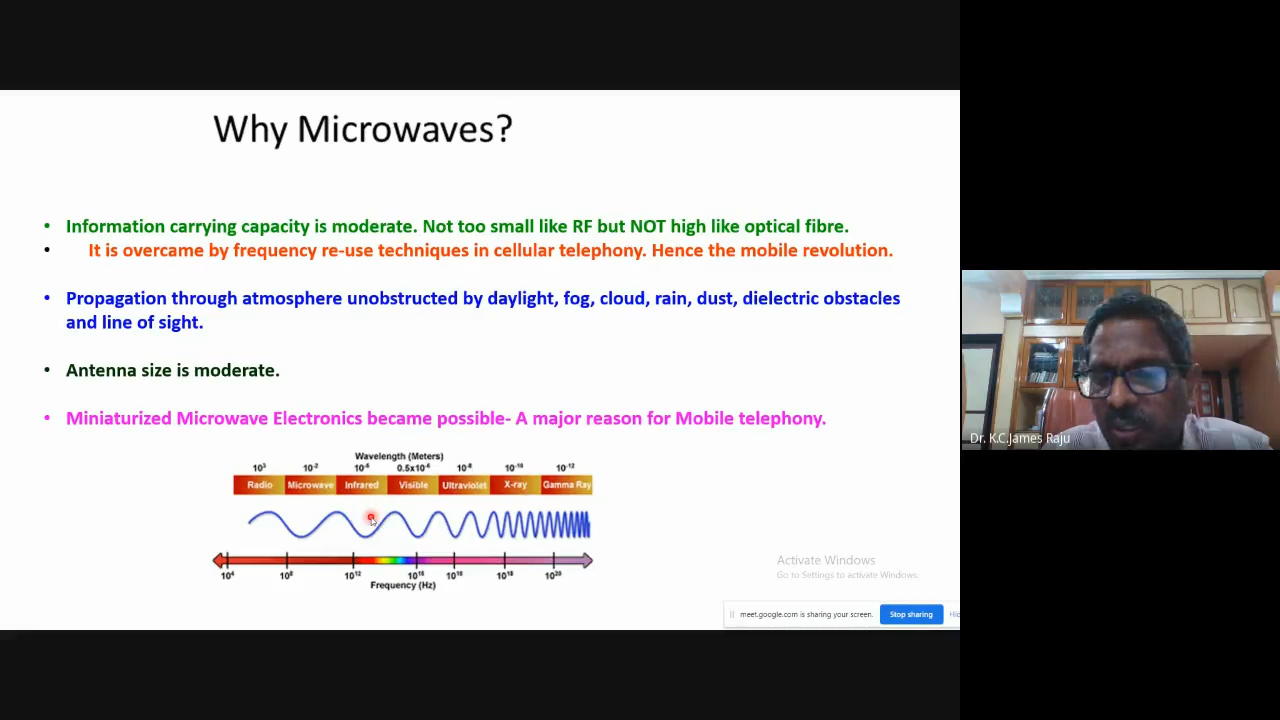 Why Microwaves?
• Information carrying capacity is moderate. Not too small like RF but NOT high like optical fibre.
• It is overcame by frequency re-use techniques in cellular telephony. Hence the mobile revolution.
• Propagation through atmosphere unobstructed by daylight, fog, cloud, rain, dust, dielectric obstacles
and line of sight.
• Antenna size is moderate.
• Miniaturized Microwave Electronics became possible- A major reason for Mobile telephony.
Wavelength (Meters)
10³ 10⁻² 10⁻⁵ 0.5x10⁻⁶ 10⁻⁸ 10⁻¹⁰ 10⁻¹²
Radio Microwave Infrared Visible Ultraviolet X-ray Gamma Ray
10⁴ 10⁸ 10¹² 10¹⁵ 10¹⁶ 10¹⁸ 10²⁰
Frequency (Hz)
Activate Windows
Go to Settings to activate Windows.
meet.google.com is sharing your screen. Stop sharing Hid
Dr. K.C.James Raju